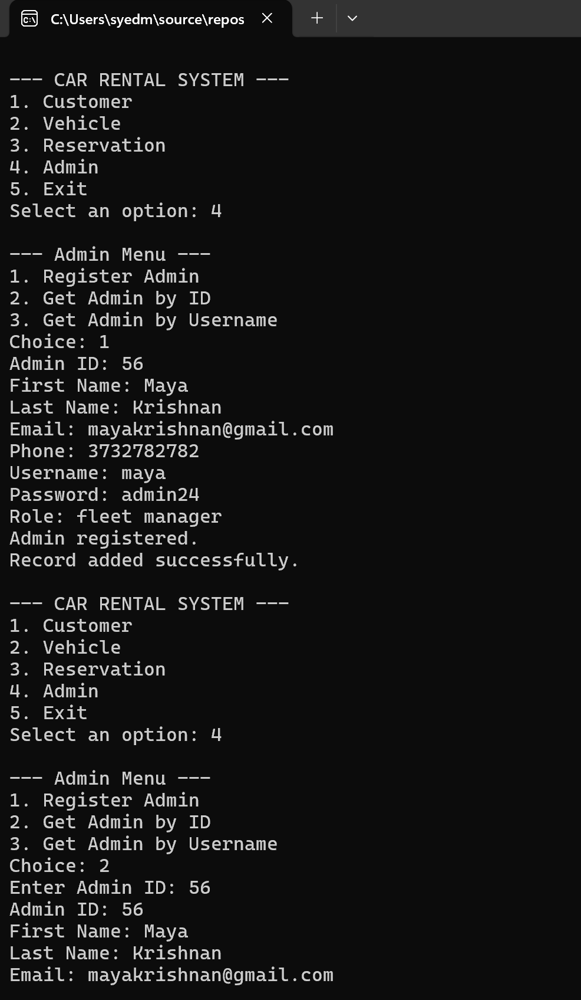 C:\Users\syedm\source\repos
--- CAR RENTAL SYSTEM ---
1. Customer
2. Vehicle
3. Reservation
4. Admin
5. Exit
Select an option: 4
--- Admin Menu ---
1. Register Admin
2. Get Admin by ID
3. Get Admin by Username
Choice: 1
Admin ID: 56
First Name: Maya
Last Name: Krishnan
Email: mayakrishnan@gmail.com
Phone: 3732782782
Username: maya
Password: admin24
Role: fleet manager
Admin registered.
Record added successfully.
--- CAR RENTAL SYSTEM ---
1. Customer
2. Vehicle
3. Reservation
4. Admin
5. Exit
Select an option: 4
--- Admin Menu ---
1. Register Admin
2. Get Admin by ID
3. Get Admin by Username
Choice: 2
Enter Admin ID: 56
Admin ID: 56
First Name: Maya
Last Name: Krishnan
Email: mayakrishnan@gmail.com